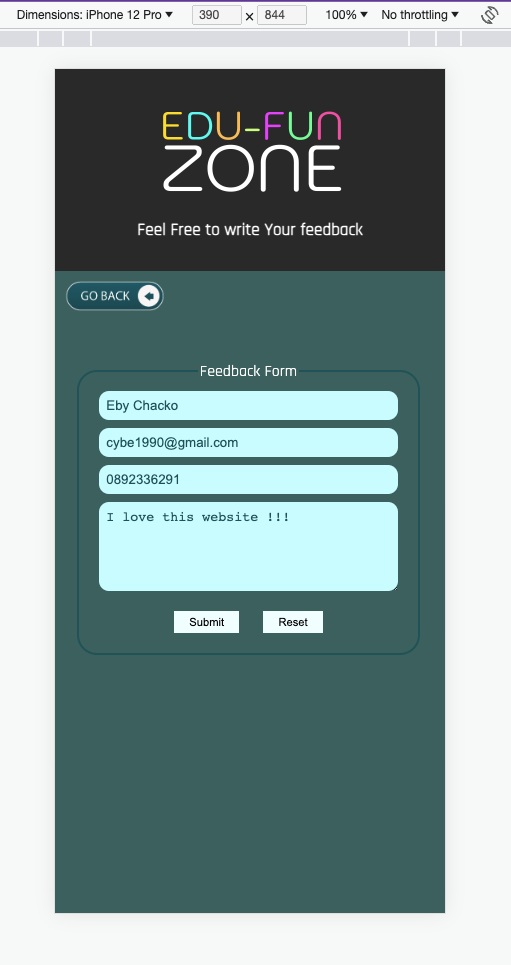 Dimensions: iPhone 12 Pro ▼ 390 × 844 100% ▼ No throttling ▼
EDU-FUN
ZONE
Feel Free to write Your feedback
GO BACK
Feedback Form
Eby Chacko
cybe1990@gmail.com
0892336291
I love this website !!!
Submit Reset